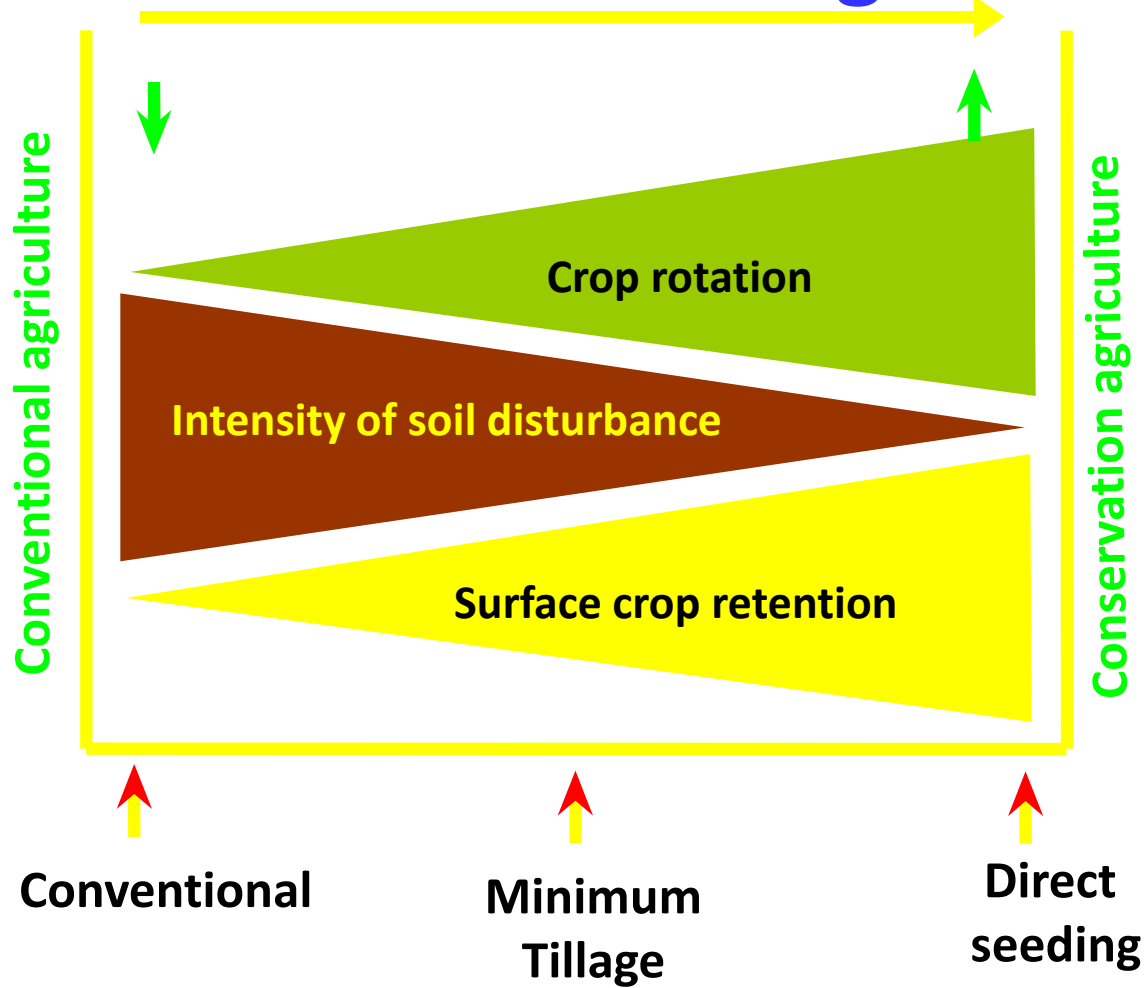 Conventional agriculture
Conservation agriculture
Crop rotation
Intensity of soil disturbance
Surface crop retention
Conventional
Minimum
Tillage
Direct
seeding